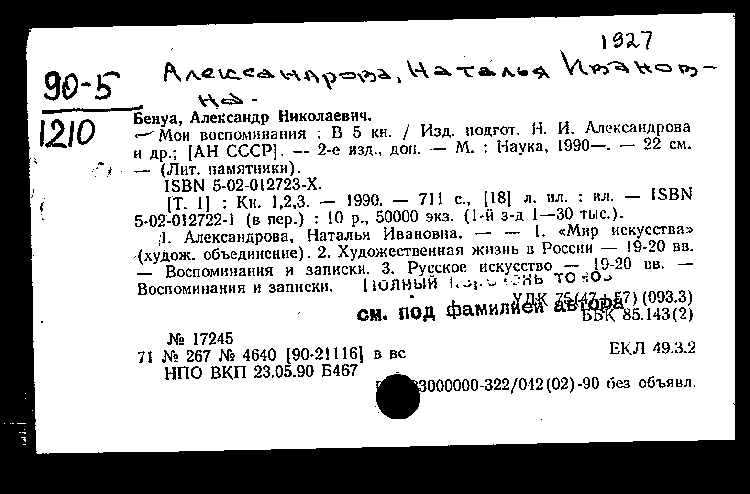 1927
90-5
Александрова, Наталья Иванов-
на -
1210
Бенуа, Александр Николаевич.
— Мои воспоминания : В 5 кн. / Изд. подгот. Н. И. Александрова
и др.; [АН СССР]. — 2-е изд., доп. — М. : Наука, 1990—. — 22 см.
— (Лит. памятники).
ISBN 5-02-012723-X.
[Т. 1] : Кн. 1,2,3. — 1990. — 711 с., [18] л. ил. : ил. — ISBN
5-02-012722-1 (в пер.) : 10 р., 50000 экз. (1-й з-д 1—30 тыс.).
1. Александрова, Наталья Ивановна. — — 1. «Мир искусства»
(худож. объединение). 2. Художественная жизнь в России — 19-20 вв.
— Воспоминания и записки. 3. Русское искусство — 19-20 вв. —
Воспоминания и записки. ПОЛНЫЙ
УДК 75(47+57)(093.3)
см. под фамилией автора
ББК 85.143(2)
№ 17245
71 № 267 № 4640 [90-21116] в вс
ЕКЛ 49.3.2
НПО ВКП 23.05.90 Б467
3000000-322/042(02)-90 без объявл.